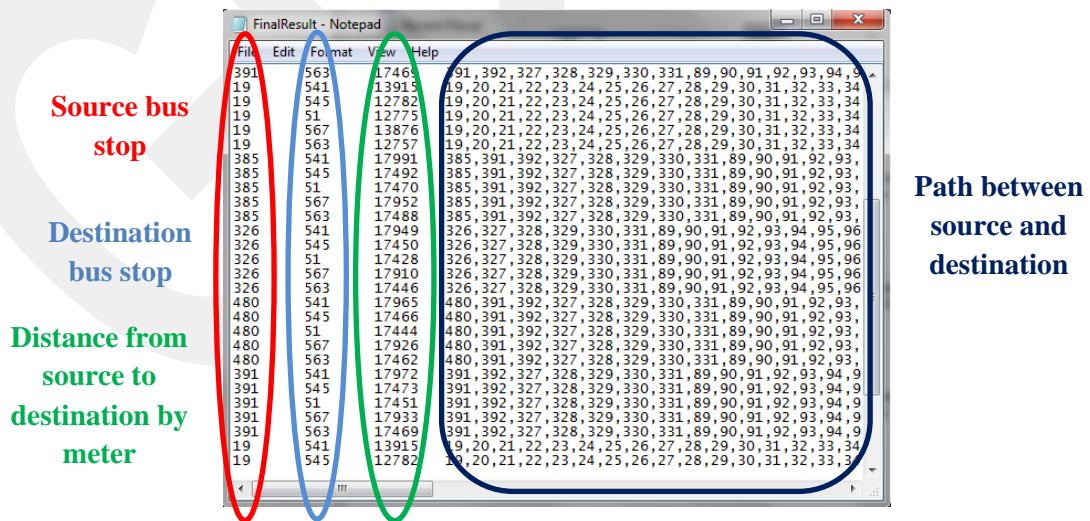 FinalResult - Notepad
File Edit Format View Help
391 563 17469 391,392,327,328,329,330,331,89,90,91,92,93,94,9
19 541 13915 19,20,21,22,23,24,25,26,27,28,29,30,31,32,33,34
19 545 12782 19,20,21,22,23,24,25,26,27,28,29,30,31,32,33,34
19 51 12775 19,20,21,22,23,24,25,26,27,28,29,30,31,32,33,34
19 567 13876 19,20,21,22,23,24,25,26,27,28,29,30,31,32,33,34
19 563 12757 19,20,21,22,23,24,25,26,27,28,29,30,31,32,33,34
385 541 17991 385,391,392,327,328,329,330,331,89,90,91,92,93,
385 545 17492 385,391,392,327,328,329,330,331,89,90,91,92,93,
385 51 17470 385,391,392,327,328,329,330,331,89,90,91,92,93,
385 567 17952 385,391,392,327,328,329,330,331,89,90,91,92,93,
385 563 17488 385,391,392,327,328,329,330,331,89,90,91,92,93,
326 541 17949 326,327,328,329,330,331,89,90,91,92,93,94,95,96
326 545 17450 326,327,328,329,330,331,89,90,91,92,93,94,95,96
326 51 17428 326,327,328,329,330,331,89,90,91,92,93,94,95,96
326 567 17910 326,327,328,329,330,331,89,90,91,92,93,94,95,96
326 563 17446 326,327,328,329,330,331,89,90,91,92,93,94,95,96
480 541 17965 480,391,392,327,328,329,330,331,89,90,91,92,93,
480 545 17466 480,391,392,327,328,329,330,331,89,90,91,92,93,
480 51 17444 480,391,392,327,328,329,330,331,89,90,91,92,93,
480 567 17926 480,391,392,327,328,329,330,331,89,90,91,92,93,
480 563 17462 480,391,392,327,328,329,330,331,89,90,91,92,93,
391 541 17972 391,392,327,328,329,330,331,89,90,91,92,93,94,9
391 545 17473 391,392,327,328,329,330,331,89,90,91,92,93,94,9
391 51 17451 391,392,327,328,329,330,331,89,90,91,92,93,94,9
391 567 17933 391,392,327,328,329,330,331,89,90,91,92,93,94,9
391 563 17469 391,392,327,328,329,330,331,89,90,91,92,93,94,9
19 541 13915 19,20,21,22,23,24,25,26,27,28,29,30,31,32,33,34
19 545 12782 19,20,21,22,23,24,25,26,27,28,29,30,31,32,33,34
Source bus
stop
Destination
bus stop
Distance from
source to
destination by
meter
Path between
source and
destination